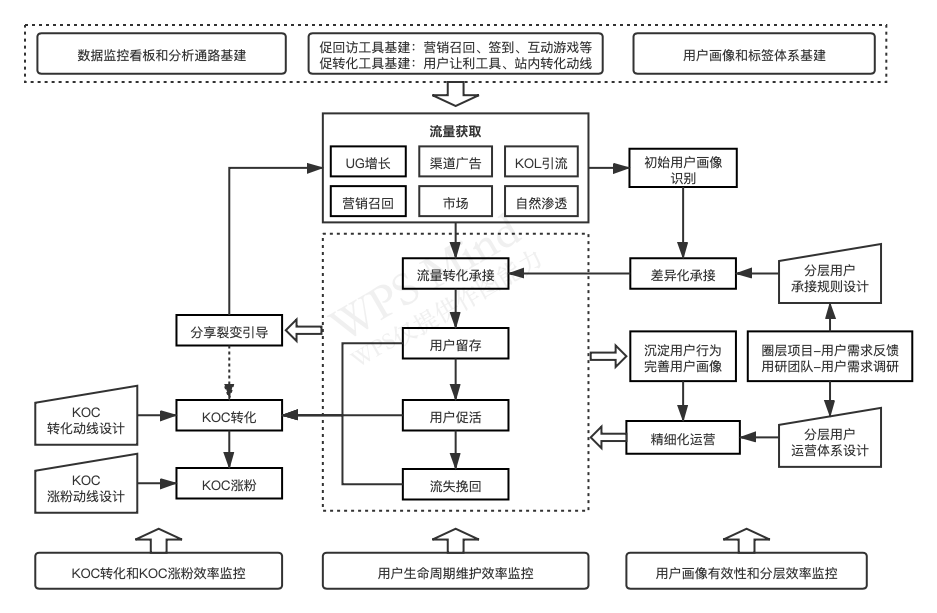 数据监控看板和分析通路基建
促回访工具基建：营销召回、签到、互动游戏等
促转化工具基建：用户让利工具、站内转化动线
用户画像和标签体系基建
流量获取
UG增长
渠道广告
KOL引流
营销召回
市场
自然渗透
初始用户画像
识别
流量转化承接
差异化承接
分层用户
承接规则设计
分享裂变引导
用户留存
沉淀用户行为
完善用户画像
圈层项目–用户需求反馈
用研团队–用户需求调研
KOC
转化动线设计
KOC转化
用户促活
精细化运营
分层用户
运营体系设计
KOC
涨粉动线设计
KOC涨粉
流失挽回
KOC转化和KOC涨粉效率监控
用户生命周期维护效率监控
用户画像有效性和分层效率监控
WPS Mind